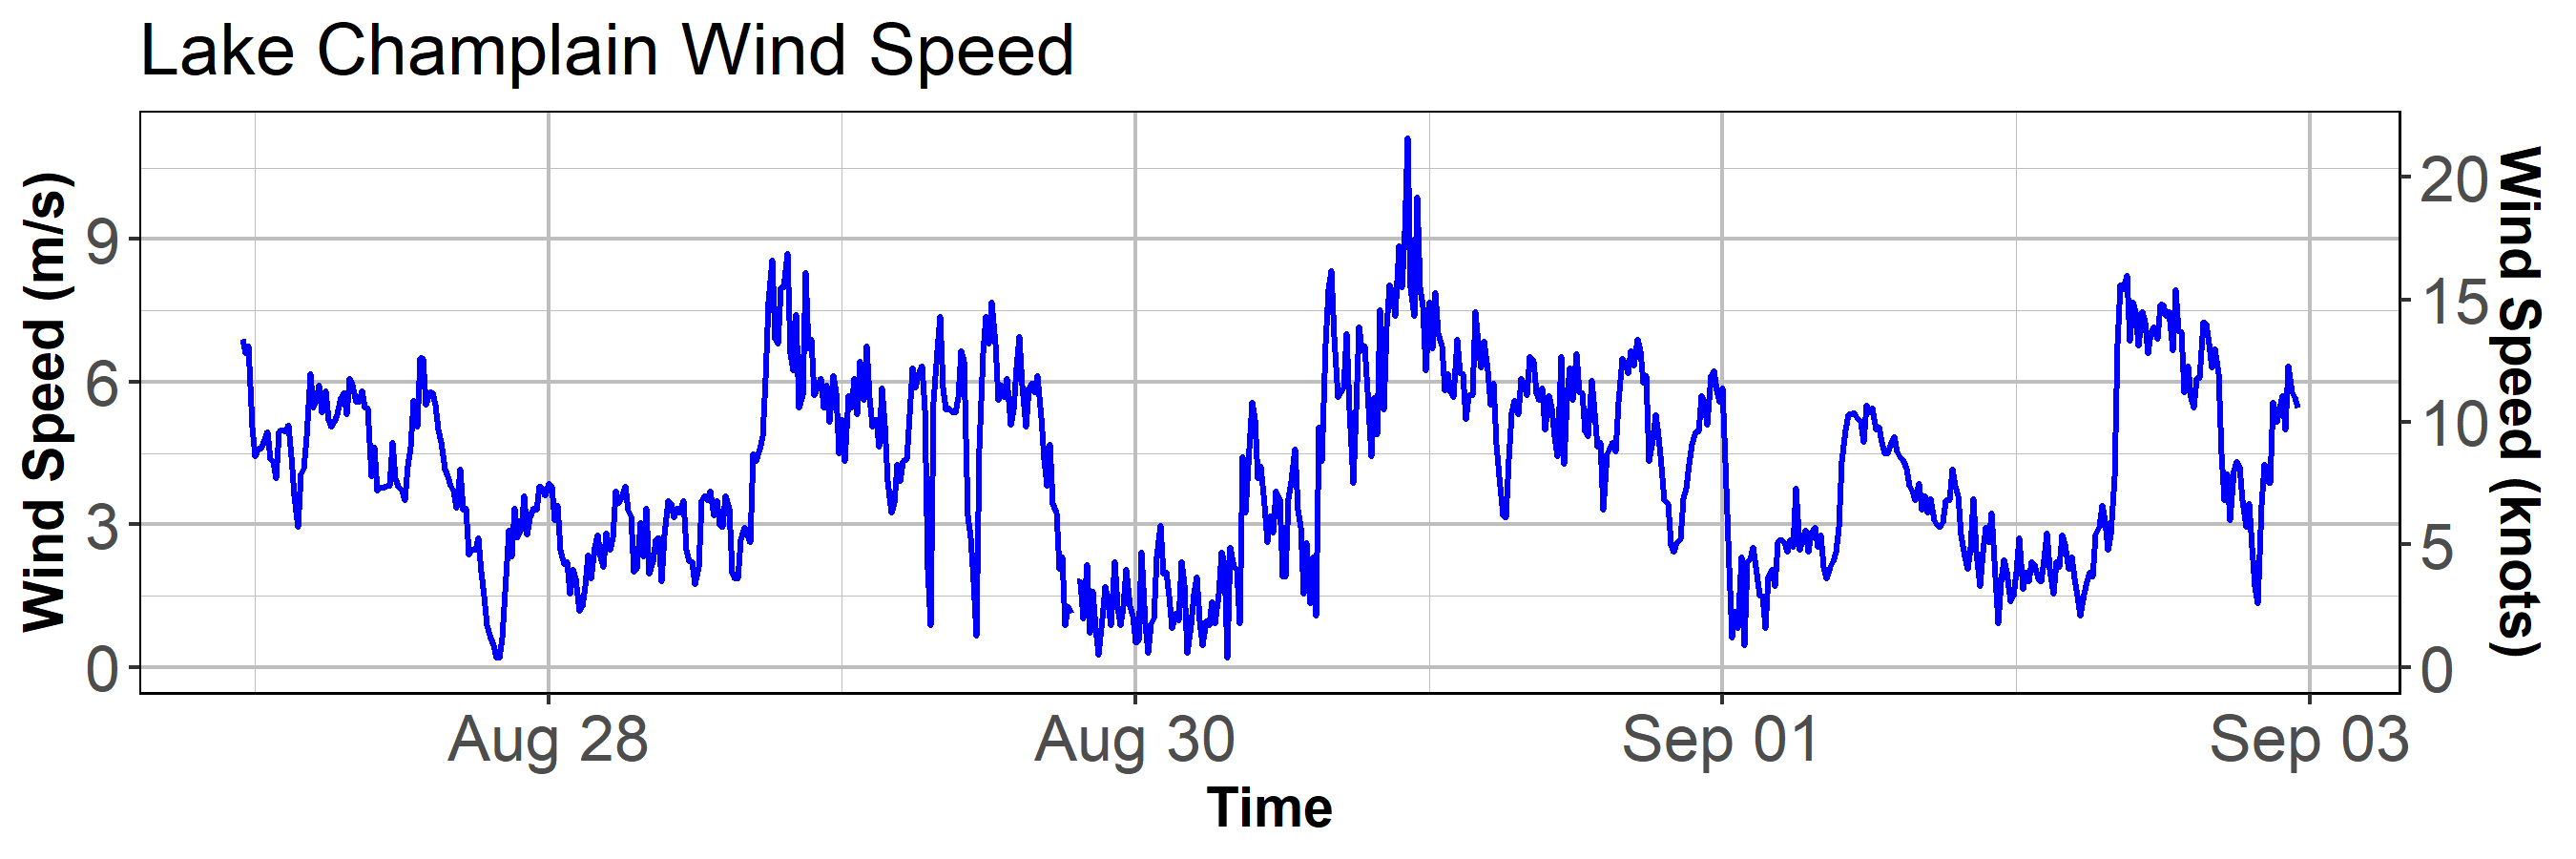 Lake Champlain Wind Speed
Wind Speed (m/s)
9
6
3
0
20
15
10
5
0
Wind Speed (knots)
Aug 28
Aug 30
Sep 01
Sep 03
Time